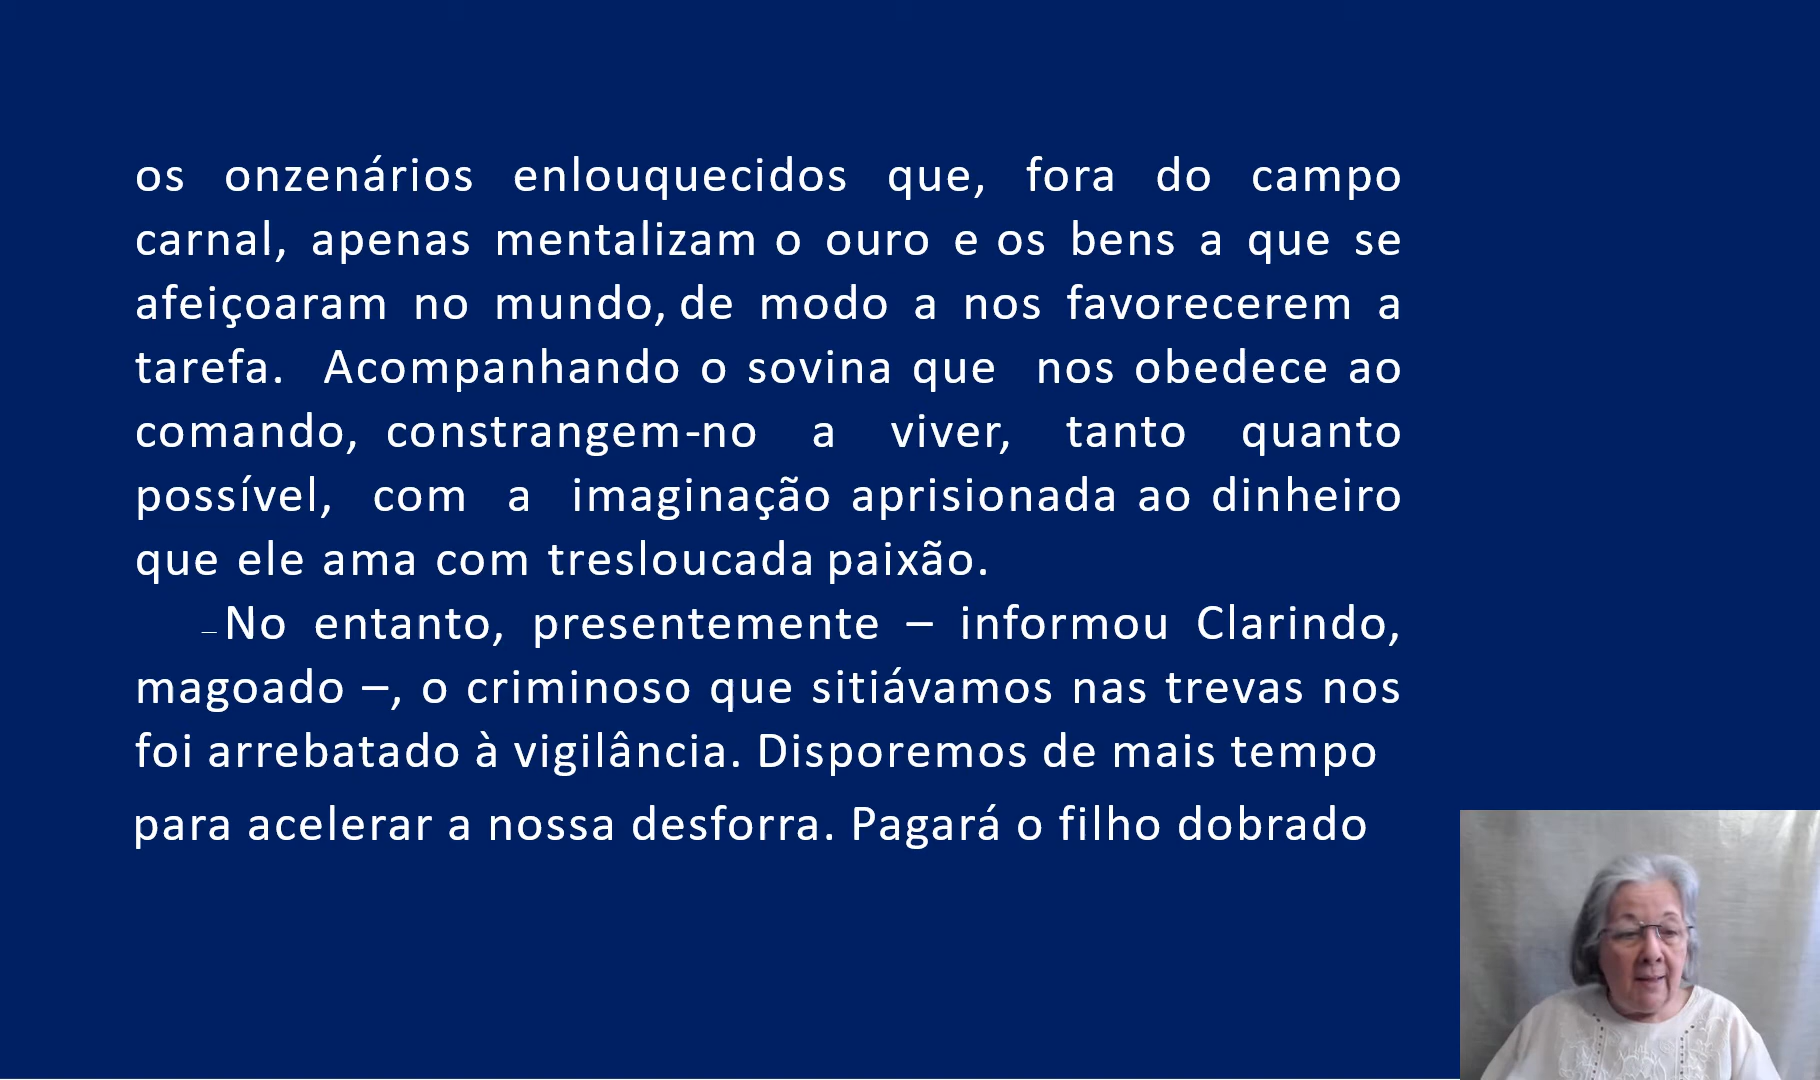 os onzenários enlouquecidos que, fora do campo
carnal, apenas mentalizam o ouro e os bens a que se
afeiçoaram no mundo, de modo a nos favorecerem a
tarefa. Acompanhando o sovina que nos obedece ao
comando, constrangem-no a viver, tanto quanto
possível, com a imaginação aprisionada ao dinheiro
que ele ama com tresloucada paixão.
– No entanto, presentemente – informou Clarindo,
magoado –, o criminoso que sitiávamos nas trevas nos
foi arrebatado à vigilância. Disporemos de mais tempo
para acelerar a nossa desforra. Pagará o filho dobrado